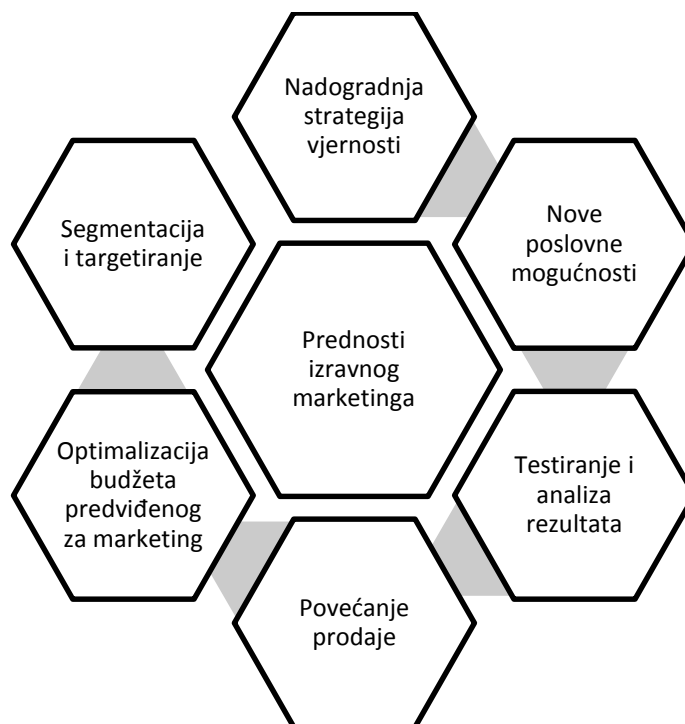 Nadogradnja
strategija
vjernosti
Segmentacija
i targetiranje
Nove
poslovne
mogućnosti
Prednosti
izravnog
marketinga
Optimalizacija
budžeta
predviđenog
za marketing
Testiranje i
analiza
rezultata
Povećanje
prodaje